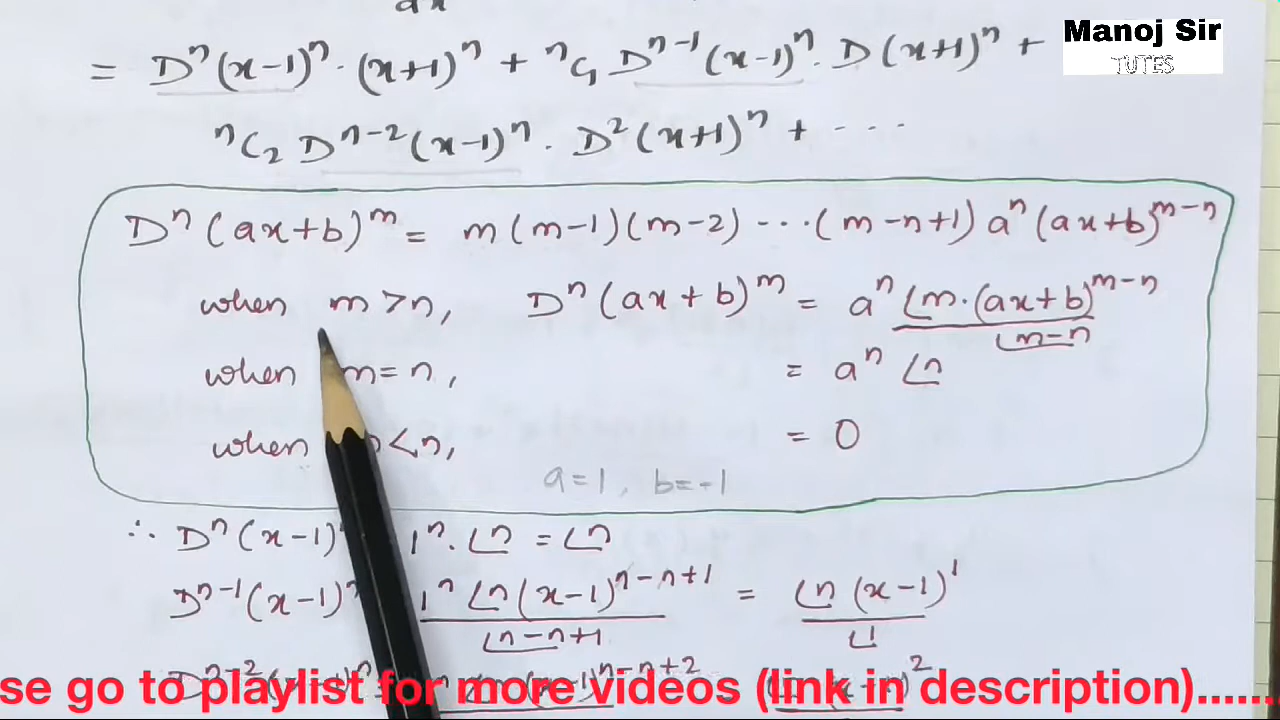 dx
Manoj Sir
TUTES
= Dⁿ(x-1)ⁿ · (x+1)ⁿ + ⁿC₁ Dⁿ⁻¹(x-1)ⁿ · D(x+1)ⁿ +
ⁿC₂ Dⁿ⁻²(x-1)ⁿ · D²(x+1)ⁿ + ...
Dⁿ(ax+b)ᵐ = m(m-1)(m-2) ...(m-n+1) aⁿ (ax+b)ᵐ⁻ⁿ
when m>n, Dⁿ(ax+b)ᵐ = aⁿ ∟m·(ax+b)ᵐ⁻ⁿ / ∟m-n
when m=n, = aⁿ ∟n
when <n, = 0
a=1, b=-1
∴ Dⁿ(x-1) 1ⁿ. ∟n = ∟n
Dⁿ⁻¹(x-1)ⁿ 1ⁿ ∟n (x-1)ⁿ⁻ⁿ⁺¹ / ∟n-n+1 = ∟n (x-1)¹ / ∟1
se go to playlist for more videos (link in description)......